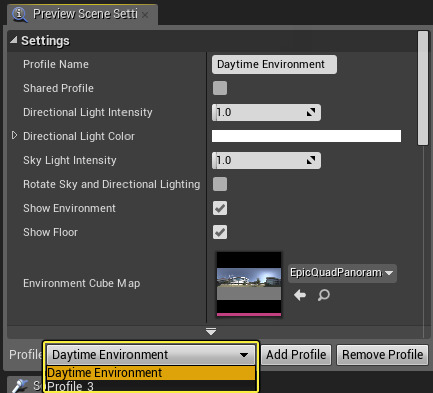 Preview Scene Setti
Settings
Profile Name
Daytime Environment
Shared Profile
Directional Light Intensity
1.0
Directional Light Color
Sky Light Intensity
1.0
Rotate Sky and Directional Lighting
Show Environment
Show Floor
Environment Cube Map
EpicQuadPanoram
Profile
Daytime Environment
Add Profile
Remove Profile
Daytime Environment
Profile_3